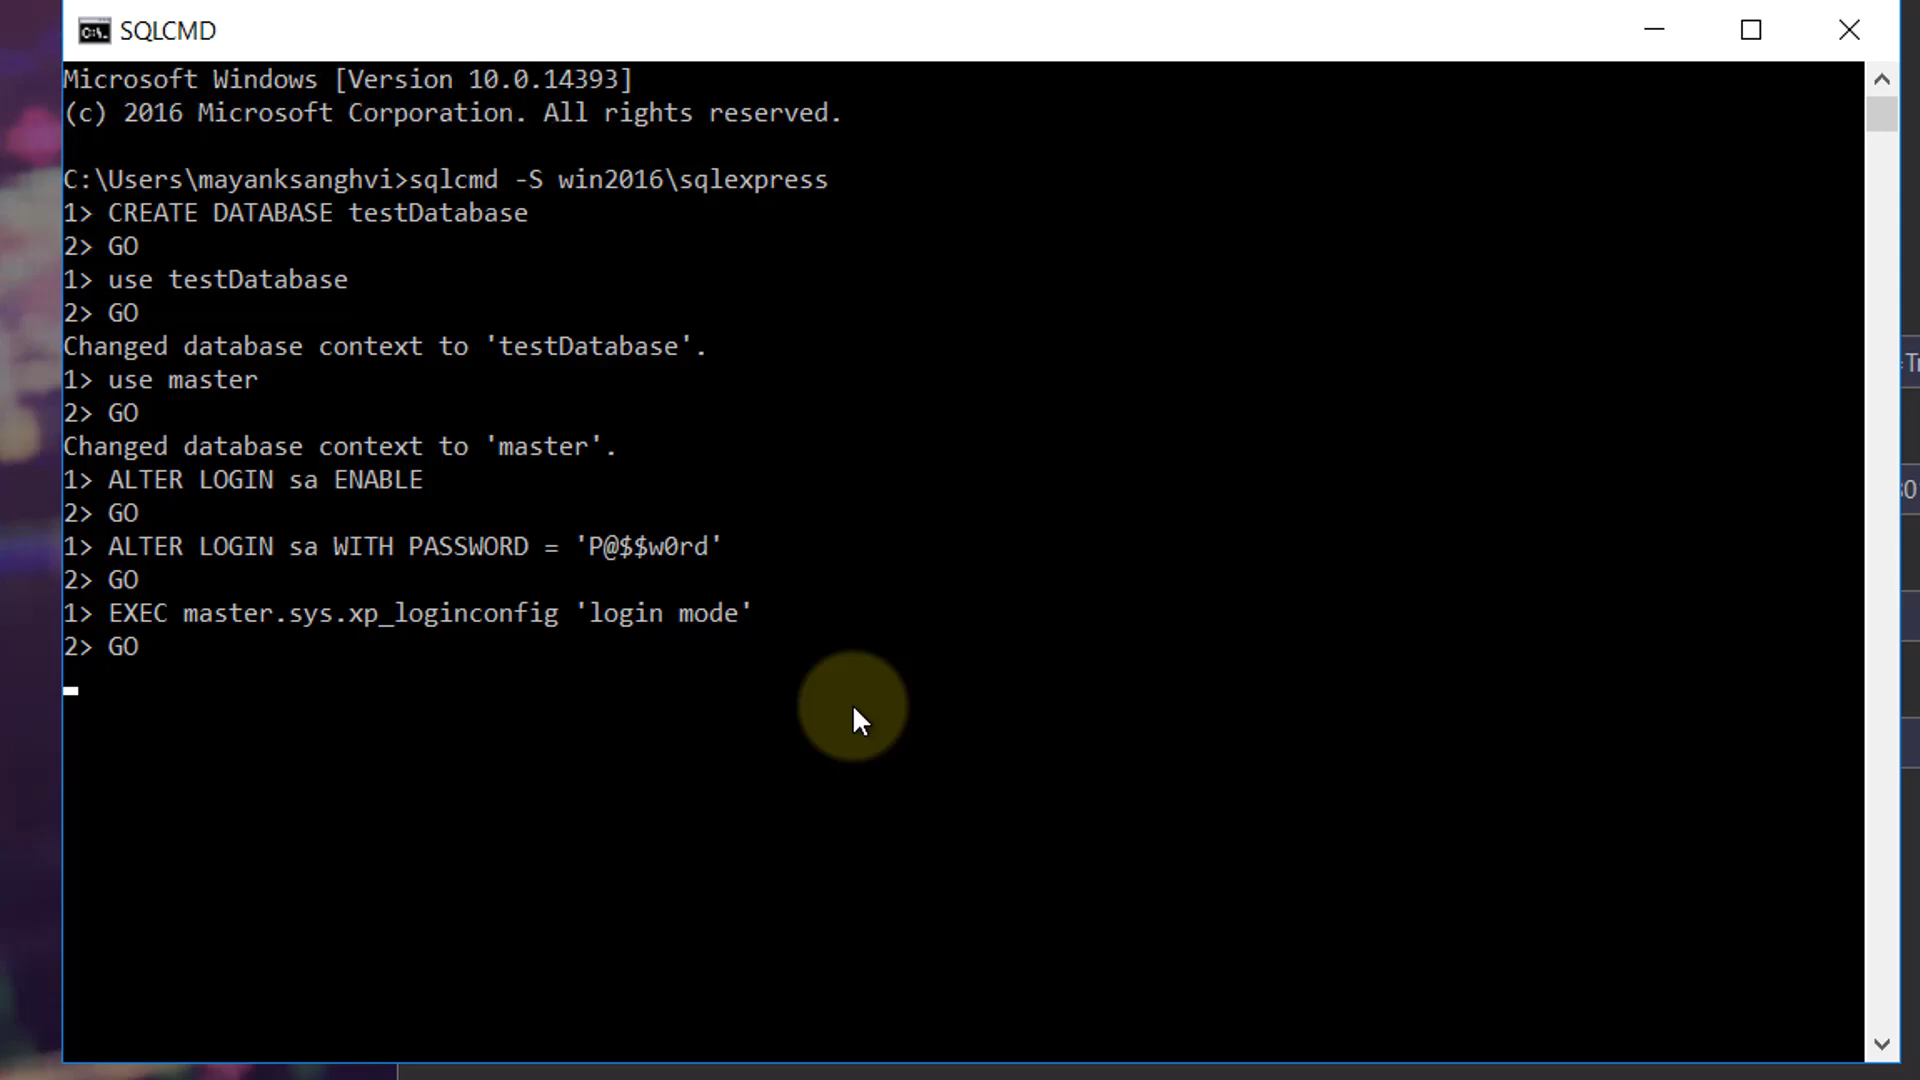 SQLCMD
Microsoft Windows [Version 10.0.14393]
(c) 2016 Microsoft Corporation. All rights reserved.
C:\Users\mayanksanghvi>sqlcmd -S win2016\sqlexpress
1> CREATE DATABASE testDatabase
2> GO
1> use testDatabase
2> GO
Changed database context to 'testDatabase'.
1> use master
2> GO
Changed database context to 'master'.
1> ALTER LOGIN sa ENABLE
2> GO
1> ALTER LOGIN sa WITH PASSWORD = 'P@$$w0rd'
2> GO
1> EXEC master.sys.xp_loginconfig 'login mode'
2> GO